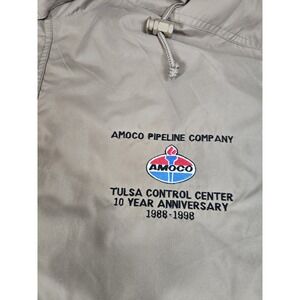 AMOCO PIPELINE COMPANY
AMOCO
TULSA CONTROL CENTER
10 YEAR ANNIVERSARY
1988-1998